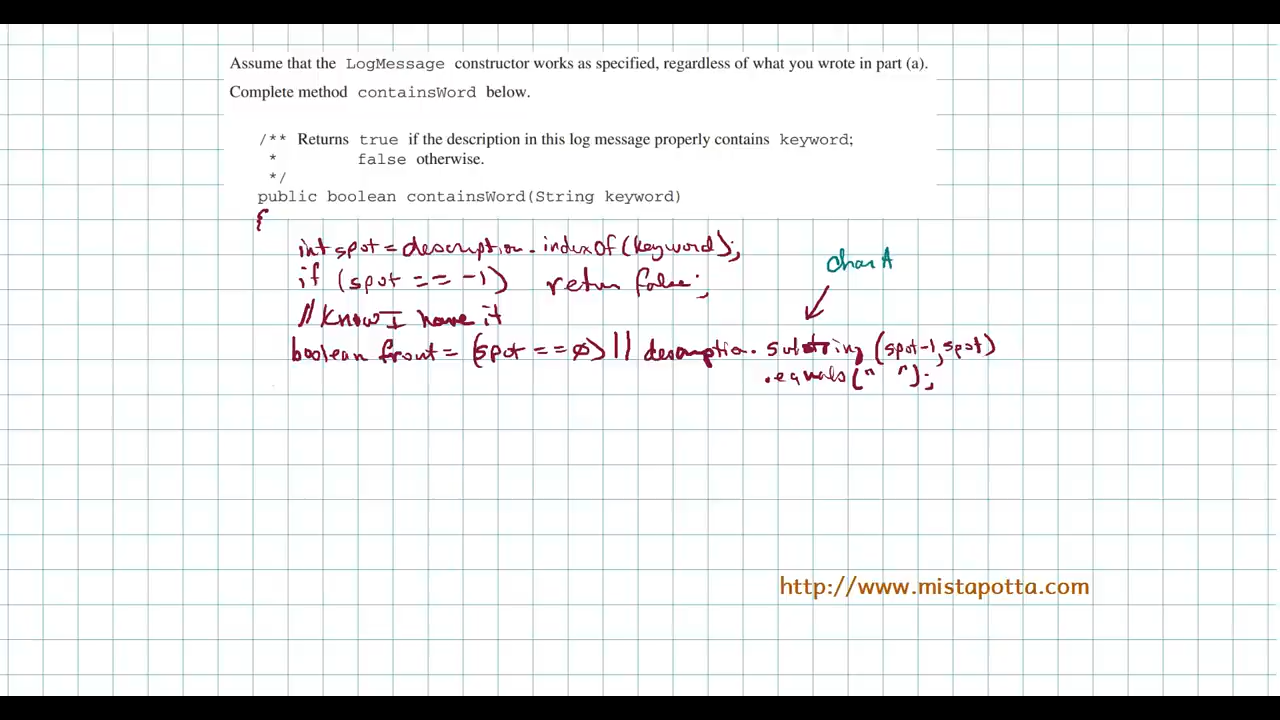 Assume that the LogMessage constructor works as specified, regardless of what you wrote in part (a).
Complete method containsWord below.
/** Returns true if the description in this log message properly contains keyword;
* false otherwise.
*/
public boolean containsWord(String keyword)
{
int spot = description.indexOf(keyword);
if (spot == -1) return false;
// Know I have it
charA
boolean front = (spot == 0) || description.substring(spot-1, spot)
.equals(" ");
http://www.mistapotta.com